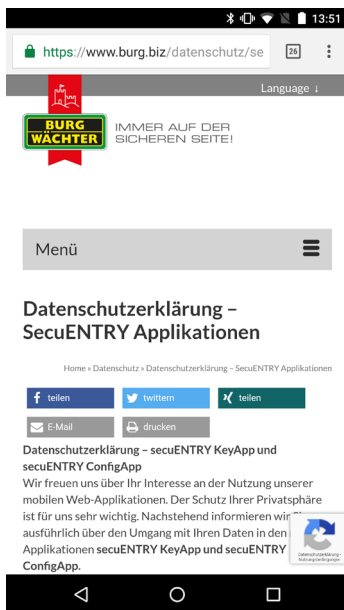 13:51
https://www.burg.biz/datenschutz/se
26
Language ↓
BURG
WÄCHTER
IMMER AUF DER
SICHEREN SEITE!
Menü
Datenschutzerklärung –
SecuENTRY Applikationen
Home » Datenschutz » Datenschutzerklärung – SecuENTRY Applikationen
teilen
twittern
teilen
E-Mail
drucken
Datenschutzerklärung – secuENTRY KeyApp und
secuENTRY ConfigApp
Wir freuen uns über Ihr Interesse an der Nutzung unserer
mobilen Web-Applikationen. Der Schutz Ihrer Privatsphäre
ist für uns sehr wichtig. Nachstehend informieren wir
ausführlich über den Umgang mit Ihren Daten in den
Applikationen secuENTRY KeyApp und secuENTRY
ConfigApp.
Datenschutzerklärung -
Nutzungsbedingungen